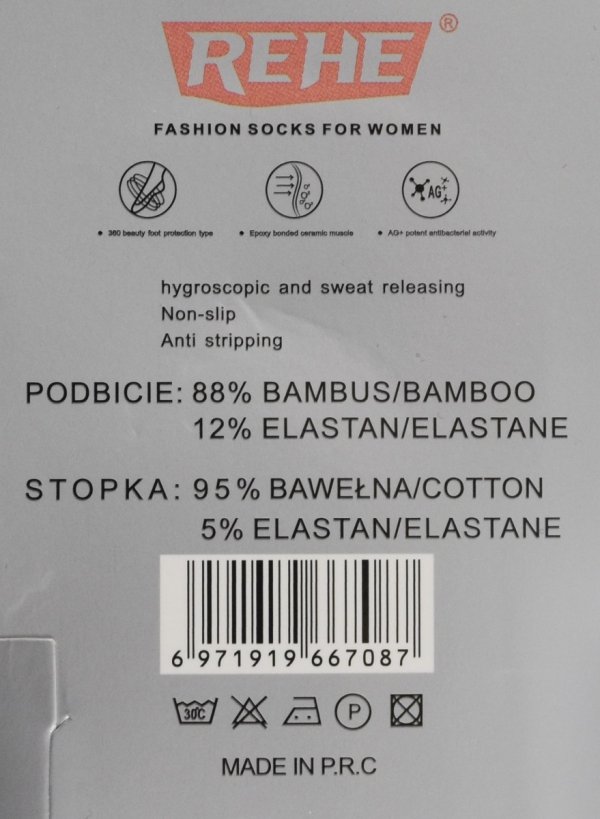 REHE®
FASHION SOCKS FOR WOMEN
AG+
• 360 beauty foot protection type • Epoxy bonded ceramic muscle • AG+ potent antibacteriel activity
hygroscopic and sweat releasing
Non-slip
Anti stripping
PODBICIE: 88% BAMBUS/BAMBOO
12% ELASTAN/ELASTANE
STOPKA: 95% BAWEŁNA/COTTON
5% ELASTAN/ELASTANE
6 971919 667087
30C P
MADE IN P.R.C